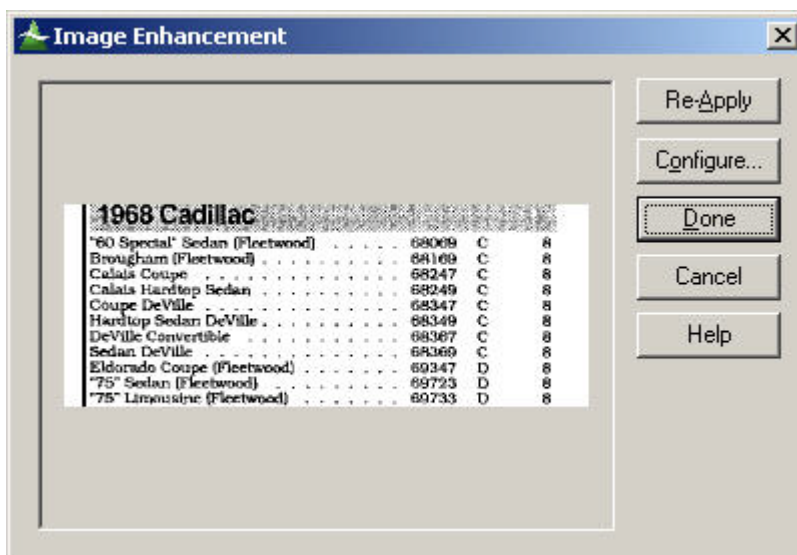 Image Enhancement
1968 Cadillac
"60 Special" Sedan (Fleetwood) . . . . . 68069 C 8
Brougham (Fleetwood) . . . . . . . . 68169 C 8
Calais Coupe . . . . . . . . . . . 68247 C 8
Calais Hardtop Sedan . . . . . . . . 68249 C 8
Coupe DeVille . . . . . . . . . . . 68347 C 8
Hardtop Sedan DeVille . . . . . . . . 68349 C 8
DeVille Convertible . . . . . . . . . 68367 C 8
Sedan DeVille . . . . . . . . . . . 68369 C 8
Eldorado Coupe (Fleetwood) . . . . . . 69347 D 8
"75" Sedan (Fleetwood) . . . . . . . . 69723 D 8
"75" Limousine (Fleetwood) . . . . . . 69733 D 8
Re-Apply
Configure...
Done
Cancel
Help